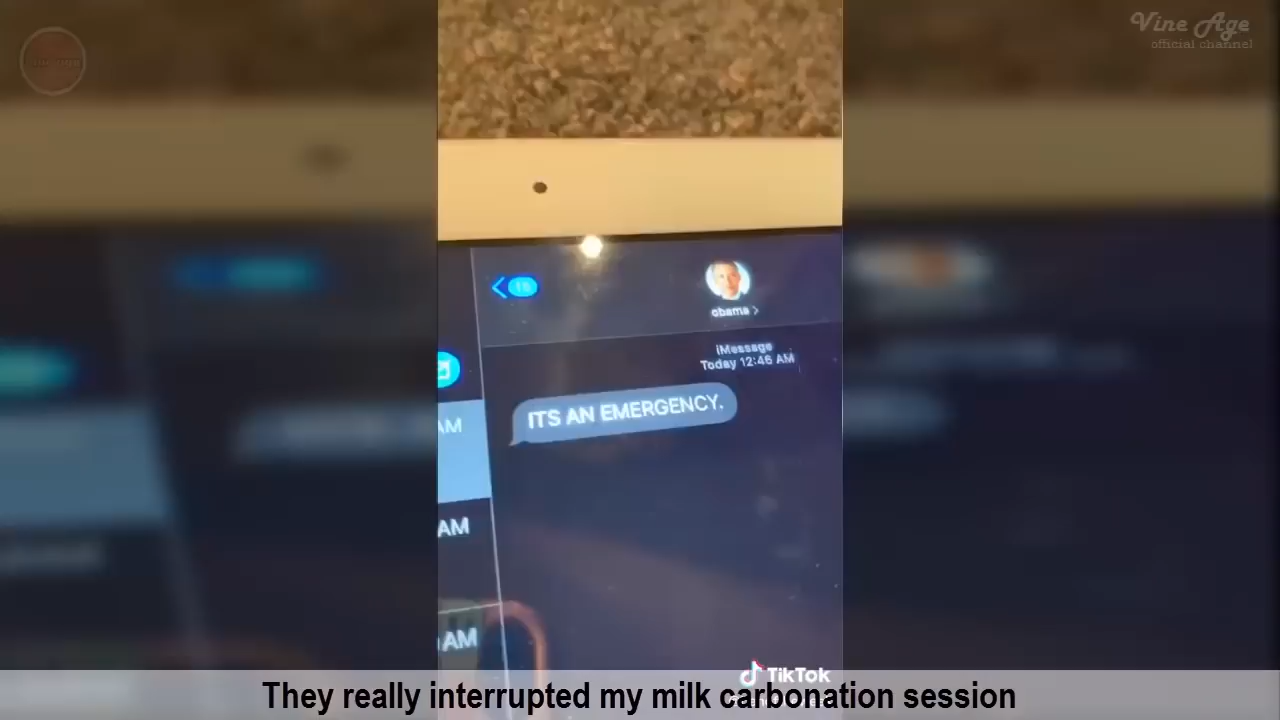 Vine Age
official channel
15
obama >
iMessage
Today 12:46 AM
ITS AN EMERGENCY.
AM
AM
AM
TikTok
They really interrupted my milk carbonation session